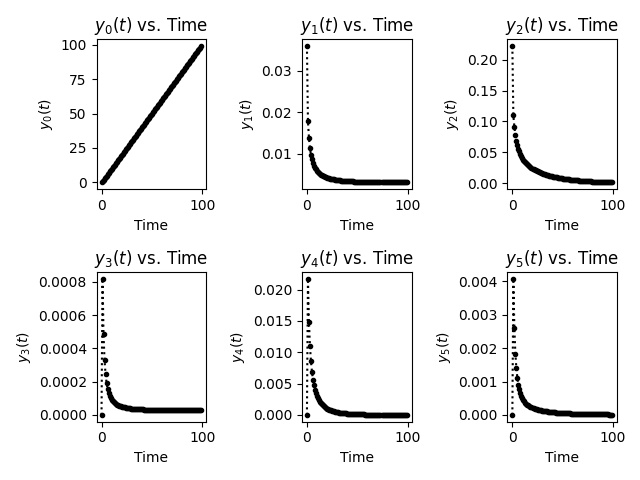 y₀(t) vs. Time
y₁(t) vs. Time
y₂(t) vs. Time
100
75
50
25
0
y₀(t)
0
100
Time
0.03
0.02
0.01
y₁(t)
0
100
Time
0.20
0.15
0.10
0.05
0.00
y₂(t)
0
100
Time
y₃(t) vs. Time
y₄(t) vs. Time
y₅(t) vs. Time
0.0008
0.0006
0.0004
0.0002
0.0000
y₃(t)
0
100
Time
0.020
0.015
0.010
0.005
0.000
y₄(t)
0
100
Time
0.004
0.003
0.002
0.001
0.000
y₅(t)
0
100
Time